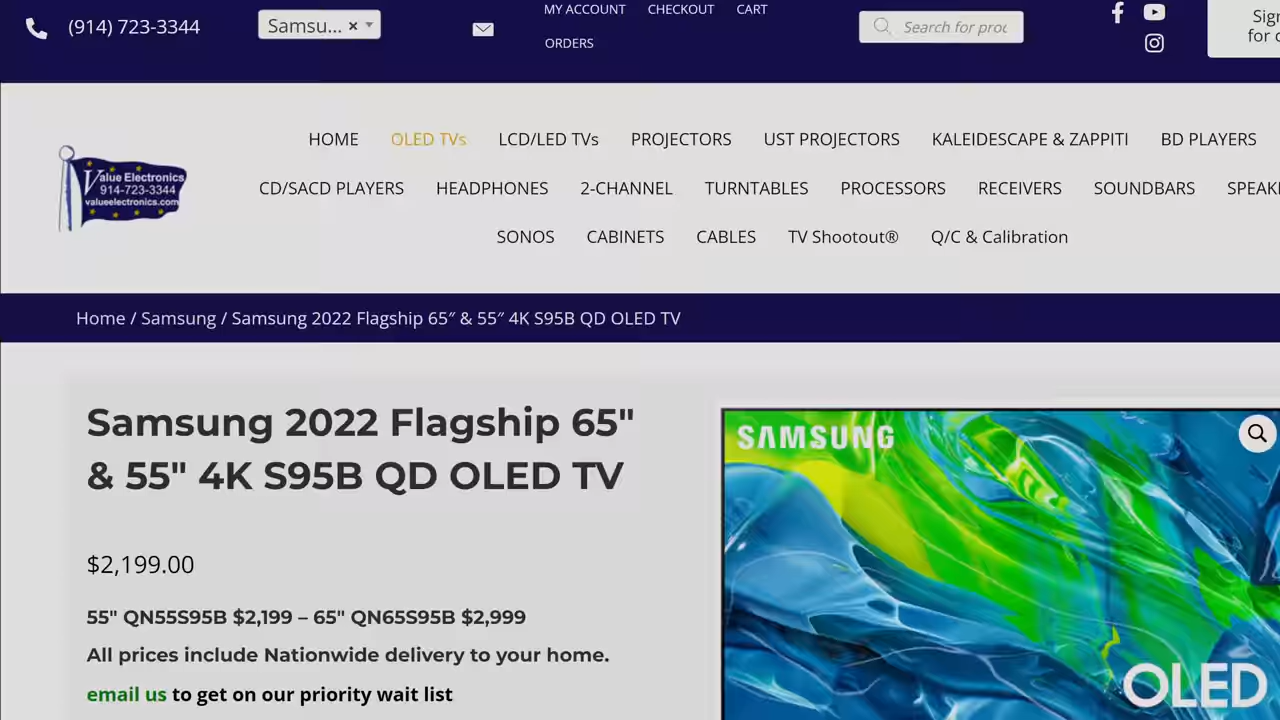 (914) 723-3344
Samsu... ×
MY ACCOUNT CHECKOUT CART
ORDERS
Search for
Sign
for
HOME OLED TVs LCD/LED TVs PROJECTORS UST PROJECTORS KALEIDESCAPE & ZAPPITI BD PLAYERS
Value Electronics
914-723-3344
valueelectronics.com
CD/SACD PLAYERS HEADPHONES 2-CHANNEL TURNTABLES PROCESSORS RECEIVERS SOUNDBARS SPEAK
SONOS CABINETS CABLES TV Shootout® Q/C & Calibration
Home / Samsung / Samsung 2022 Flagship 65″ & 55″ 4K S95B QD OLED TV
Samsung 2022 Flagship 65"
& 55" 4K S95B QD OLED TV
$2,199.00
55" QN55S95B $2,199 – 65" QN65S95B $2,999
All prices include Nationwide delivery to your home.
email us to get on our priority wait list
SAMSUNG
OLED